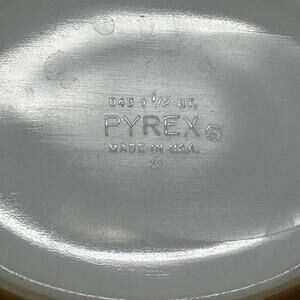 043 1 1/2 QT.
PYREX ®
MADE IN U.S.A.